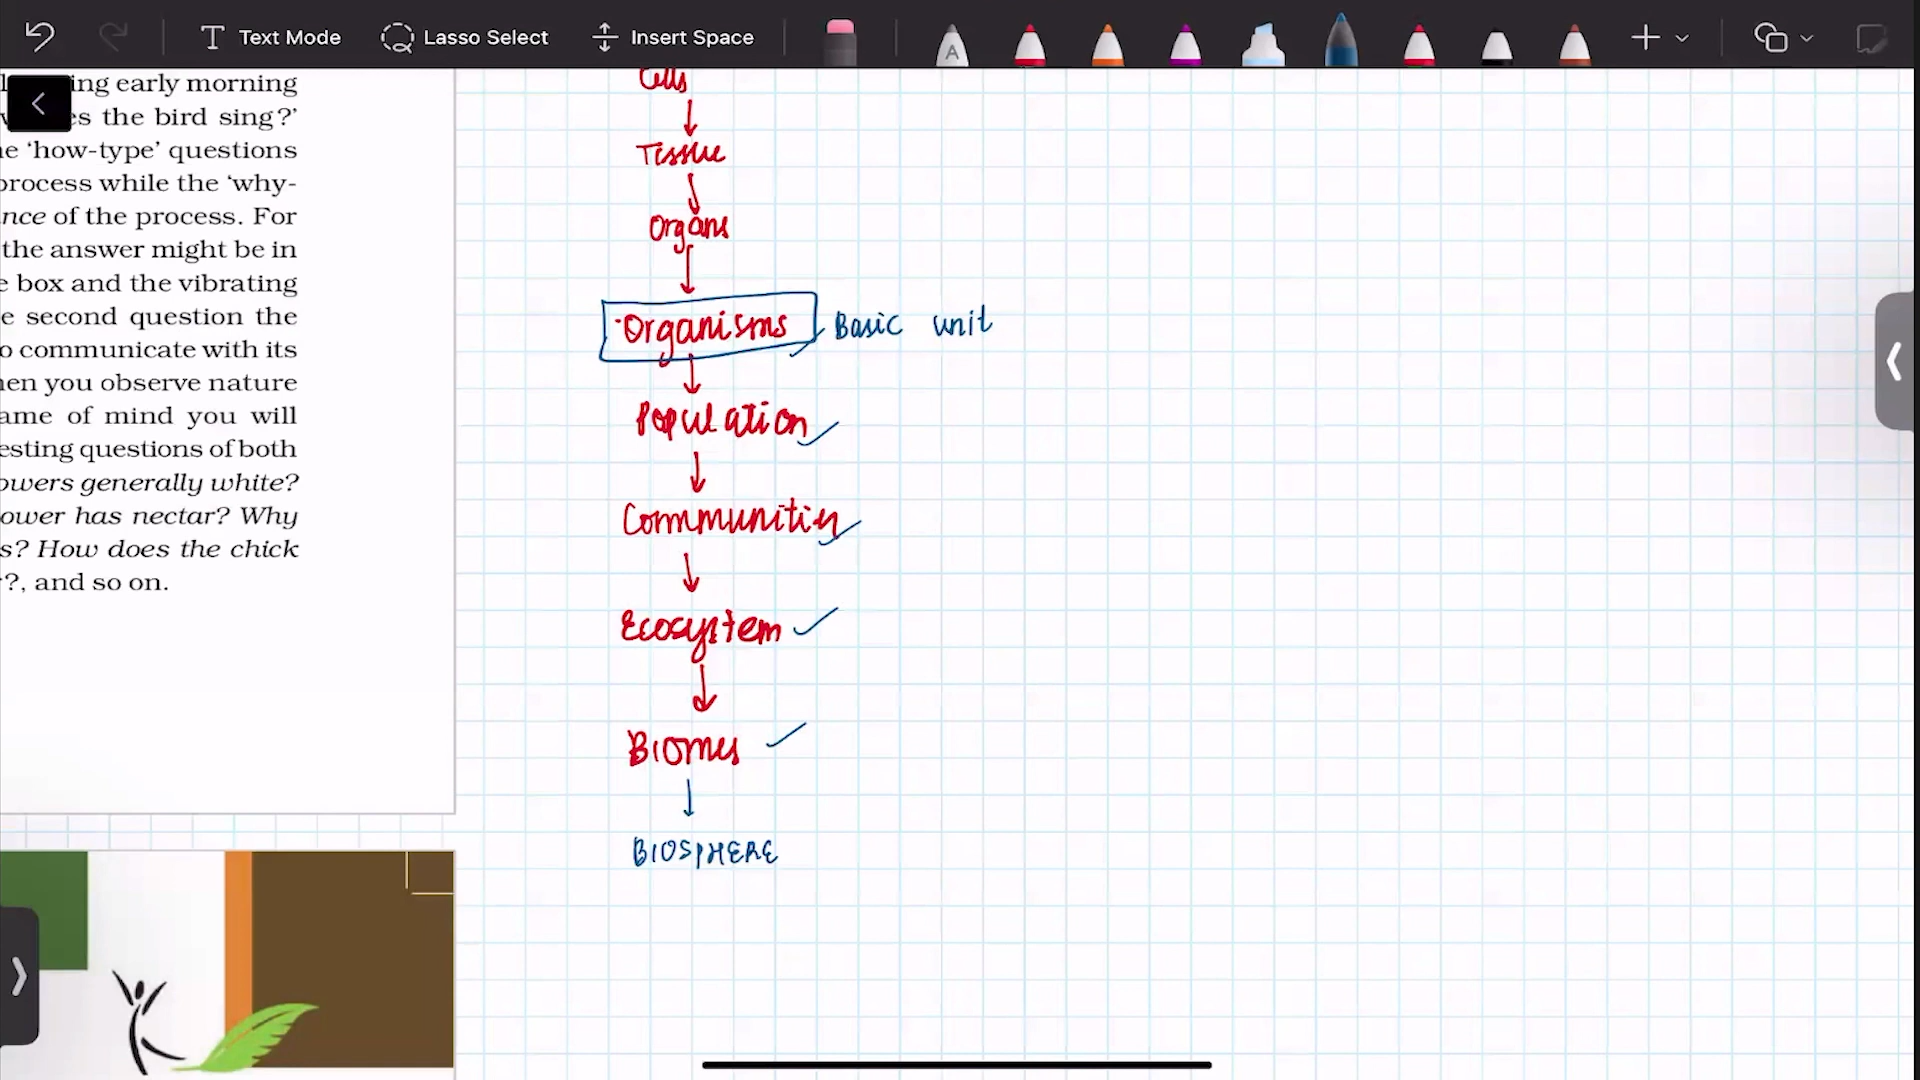 Text Mode
Lasso Select
Insert Space
ing early morning
es the bird sing?’
‘how-type’ questions
process while the ‘why-
nce of the process. For
the answer might be in
box and the vibrating
second question the
o communicate with its
en you observe nature
ame of mind you will
esting questions of both
owers generally white?
ower has nectar? Why
s? How does the chick
?, and so on.
A
Cells
Tissue
Organs
Organisms Basic unit
Population
Communities
Ecosystem
Biomes
BIOSPHERE